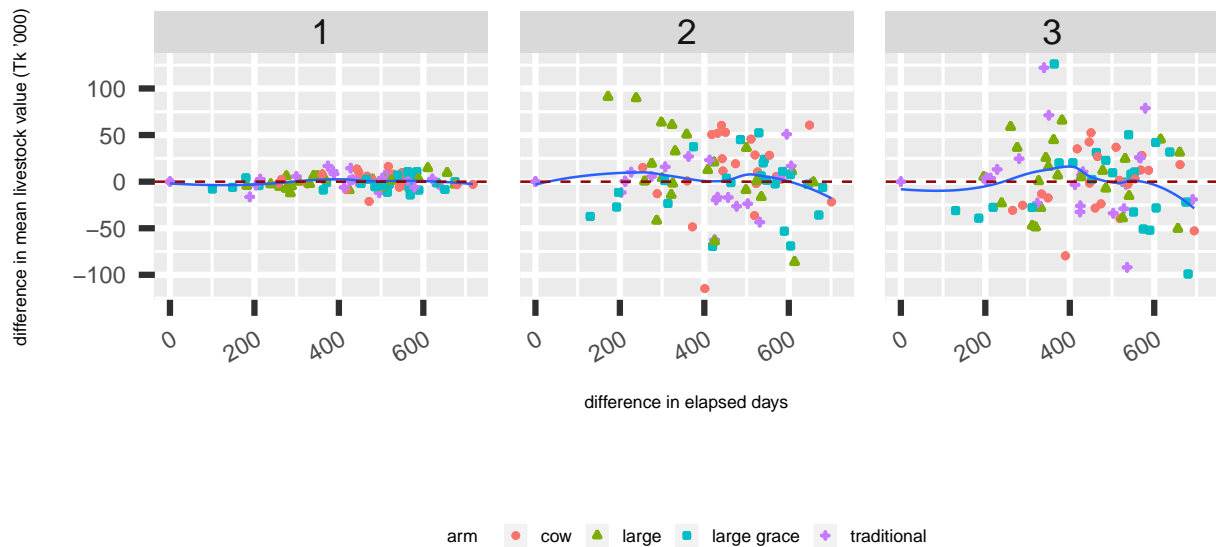 difference in mean livestock value (Tk '000)
1
2
3
100
50
0
−50
−100
0
200
400
600
0
200
400
600
0
200
400
600
difference in elapsed days
arm
cow
large
large grace
traditional